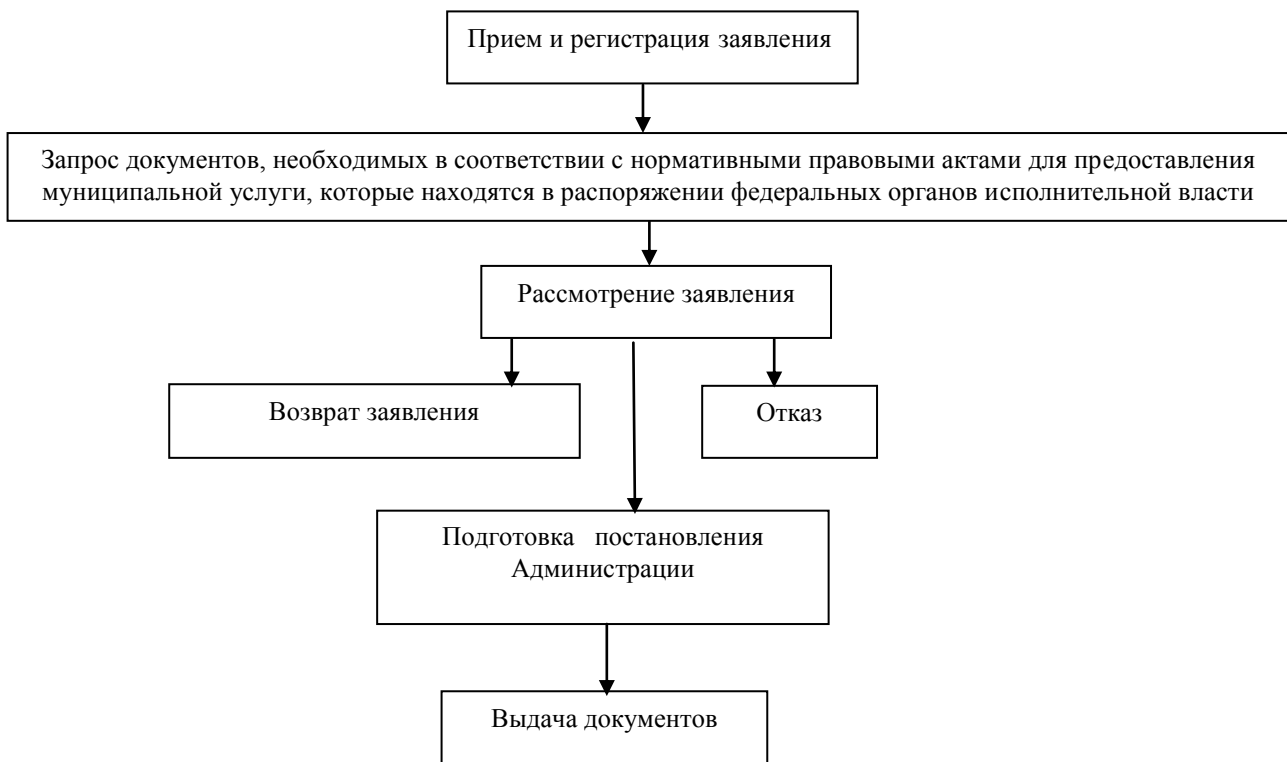 Прием и регистрация заявления
Запрос документов, необходимых в соответствии с нормативными правовыми актами для предоставления
муниципальной услуги, которые находятся в распоряжении федеральных органов исполнительной власти
Рассмотрение заявления
Возврат заявления
Отказ
Подготовка постановления
Администрации
Выдача документов